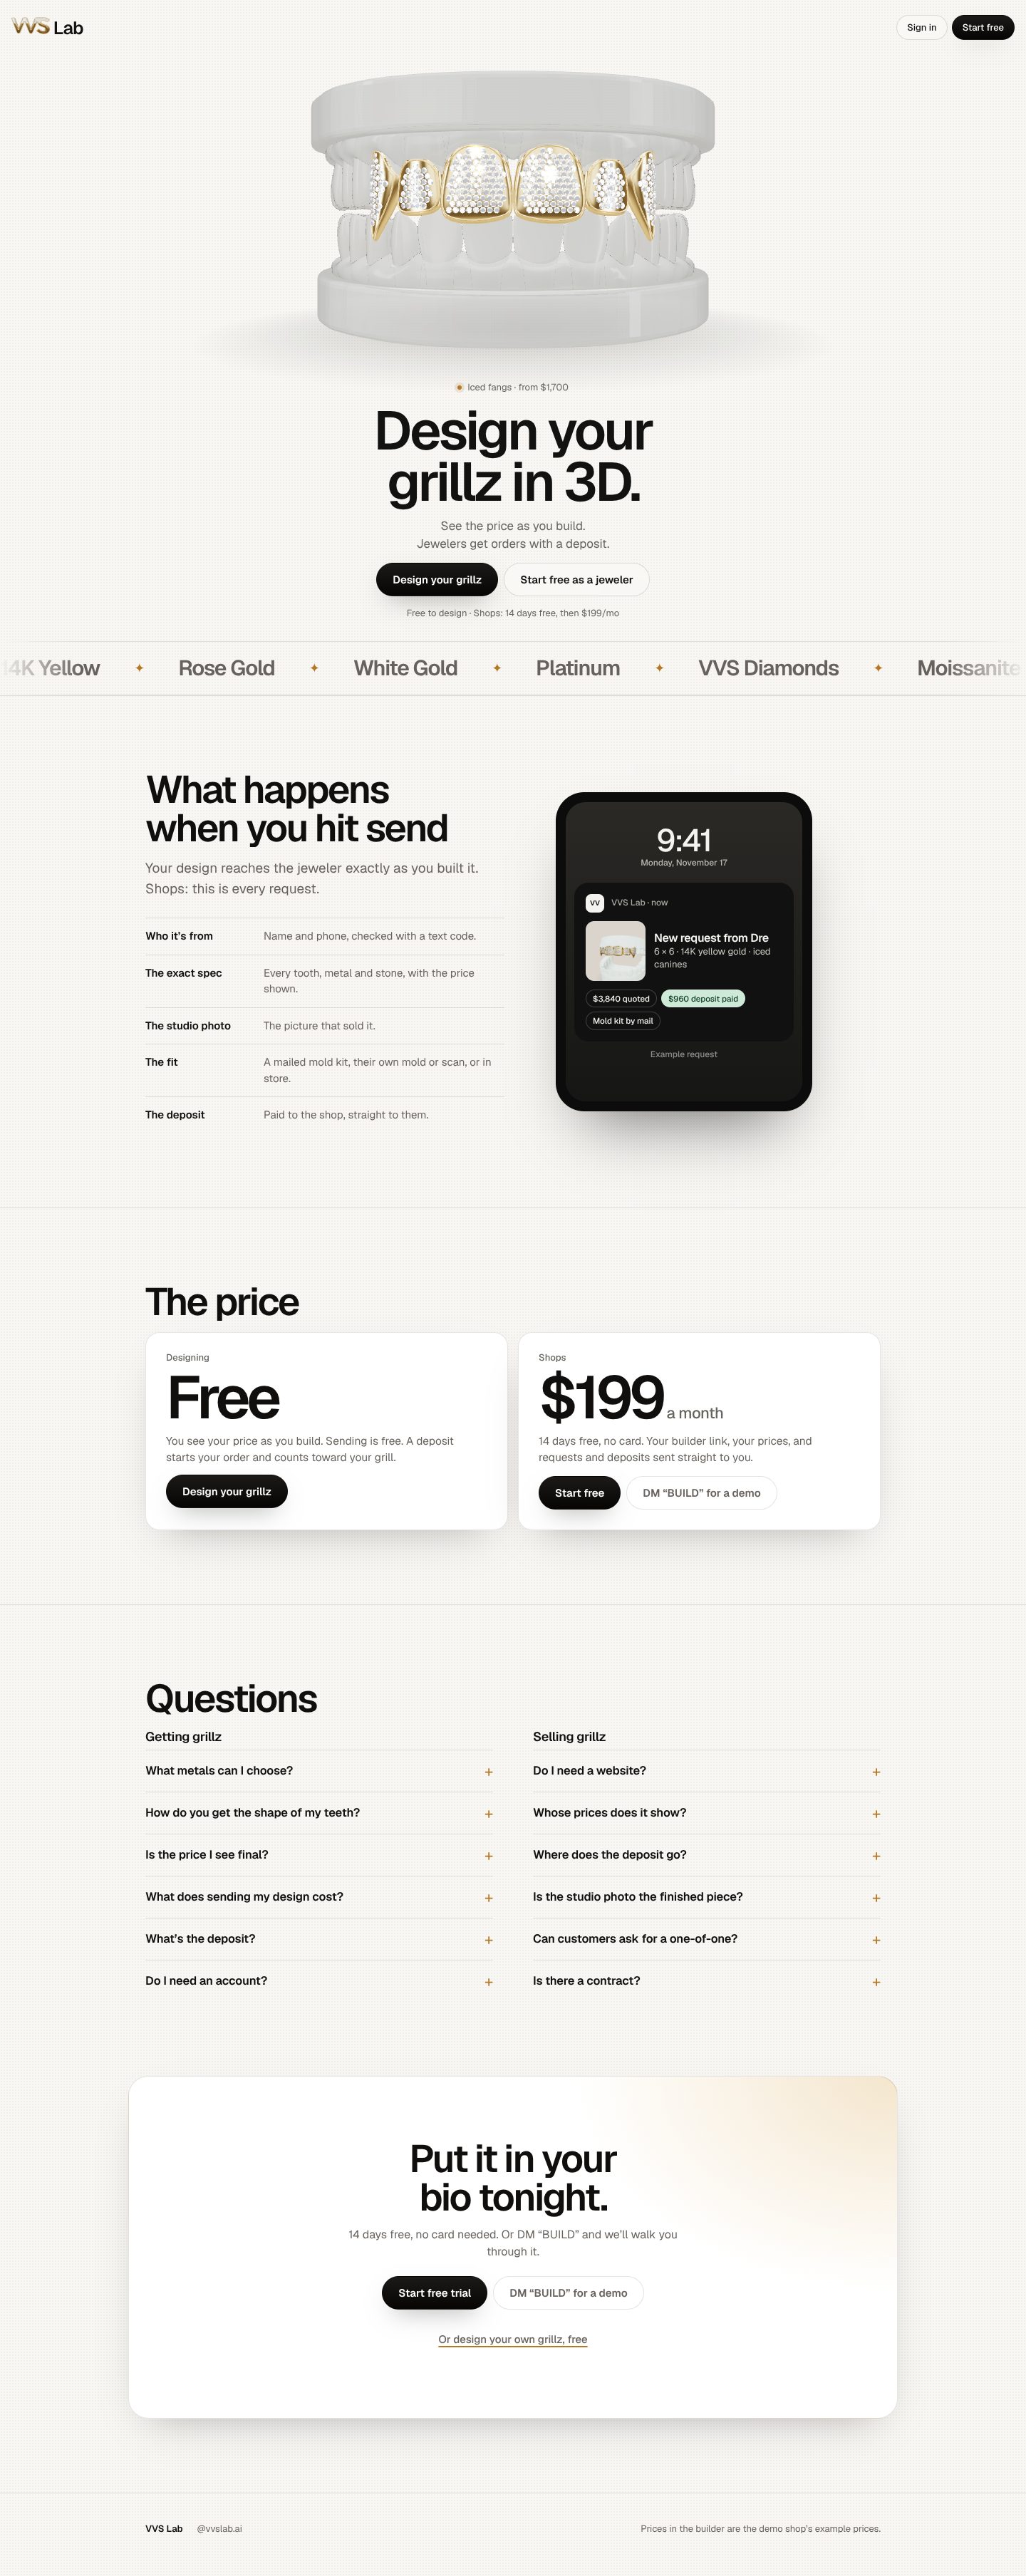 VVS Lab
Sign in
Start free
Iced fangs · from $1,700
Design your
grillz in 3D.
See the price as you build.
Jewelers get orders with a deposit.
Design your grillz
Start free as a jeweler
Free to design · Shops: 14 days free, then $199/mo
14K Yellow ✦ Rose Gold ✦ White Gold ✦ Platinum ✦ VVS Diamonds ✦ Moissanite
What happens
when you hit send
Your design reaches the jeweler exactly as you built it.
Shops: this is every request.
Who it’s from
Name and phone, checked with a text code.
The exact spec
Every tooth, metal and stone, with the price
shown.
The studio photo
The picture that sold it.
The fit
A mailed mold kit, their own mold or scan, or in
store.
The deposit
Paid to the shop, straight to them.
9:41
Monday, November 17
VV
VVS Lab · now
New request from Dre
6 × 6 · 14K yellow gold · iced
canines
$3,840 quoted
$960 deposit paid
Mold kit by mail
Example request
The price
Designing
Free
You see your price as you build. Sending is free. A deposit
starts your order and counts toward your grill.
Design your grillz
Shops
$199 a month
14 days free, no card. Your builder link, your prices, and
requests and deposits sent straight to you.
Start free
DM “BUILD” for a demo
Questions
Getting grillz
What metals can I choose? +
How do you get the shape of my teeth? +
Is the price I see final? +
What does sending my design cost? +
What’s the deposit? +
Do I need an account? +
Selling grillz
Do I need a website? +
Whose prices does it show? +
Where does the deposit go? +
Is the studio photo the finished piece? +
Can customers ask for a one-of-one? +
Is there a contract? +
Put it in your
bio tonight.
14 days free, no card needed. Or DM “BUILD” and we’ll walk you
through it.
Start free trial
DM “BUILD” for a demo
Or design your own grillz, free
VVS Lab
@vvslab.ai
Prices in the builder are the demo shop’s example prices.